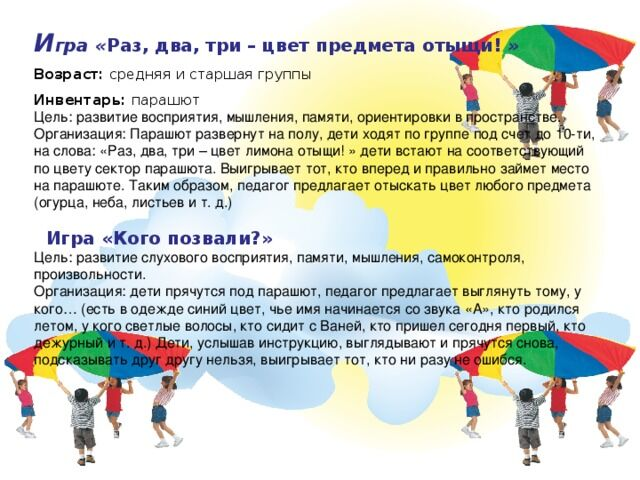 Игра «Раз, два, три – цвет предмета отыщи! »
Возраст: средняя и старшая группы
Инвентарь: парашют
Цель: развитие восприятия, мышления, памяти, ориентировки в пространстве.
Организация: Парашют развернут на полу, дети ходят по группе под счет до 10-ти,
на слова: «Раз, два, три – цвет лимона отыщи! » дети встают на соответствующий
по цвету сектор парашюта. Выигрывает тот, кто вперед и правильно займет место
на парашюте. Таким образом, педагог предлагает отыскать цвет любого предмета
(огурца, неба, листьев и т. д.)
Игра «Кого позвали?»
Цель: развитие слухового восприятия, памяти, мышления, самоконтроля,
произвольности.
Организация: дети прячутся под парашют, педагог предлагает выглянуть тому, у
кого… (есть в одежде синий цвет, чье имя начинается со звука «А», кто родился
летом, у кого светлые волосы, кто сидит с Ваней, кто пришел сегодня первый, кто
дежурный и т. д.) Дети, услышав инструкцию, выглядывают и прячутся снова,
подсказывать друг другу нельзя, выигрывает тот, кто ни разу не ошибся.